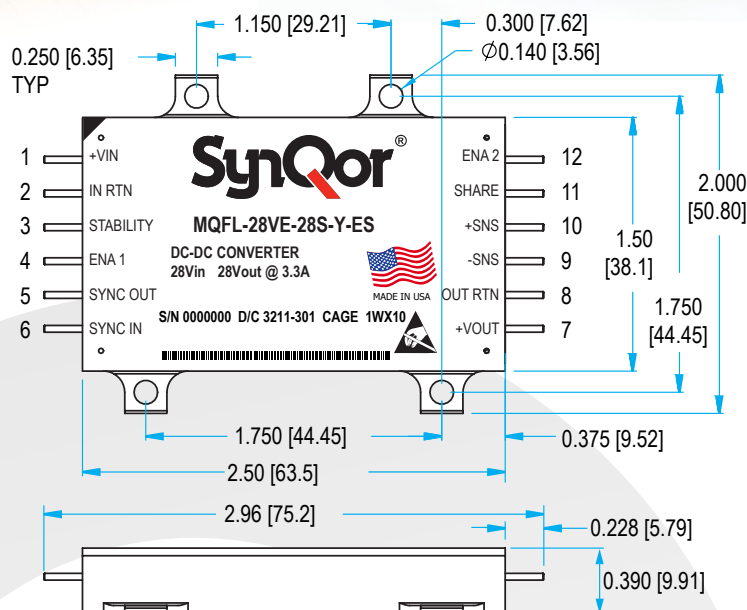 1.150 [29.21]
0.300 [7.62]
0.250 [6.35]
TYP
Ø0.140 [3.56]
SynQor®
1 +VIN
2 IN RTN
3 STABILITY
4 ENA 1
5 SYNC OUT
6 SYNC IN
ENA 2 12
SHARE 11
+SNS 10
-SNS 9
OUT RTN 8
+VOUT 7
MQFL-28VE-28S-Y-ES
DC-DC CONVERTER
28Vin 28Vout @ 3.3A
MADE IN USA
S/N 0000000 D/C 3211-301 CAGE 1WX10
2.000
[50.80]
1.50
[38.1]
1.750
[44.45]
1.750 [44.45]
0.375 [9.52]
2.50 [63.5]
2.96 [75.2]
0.228 [5.79]
0.390 [9.91]